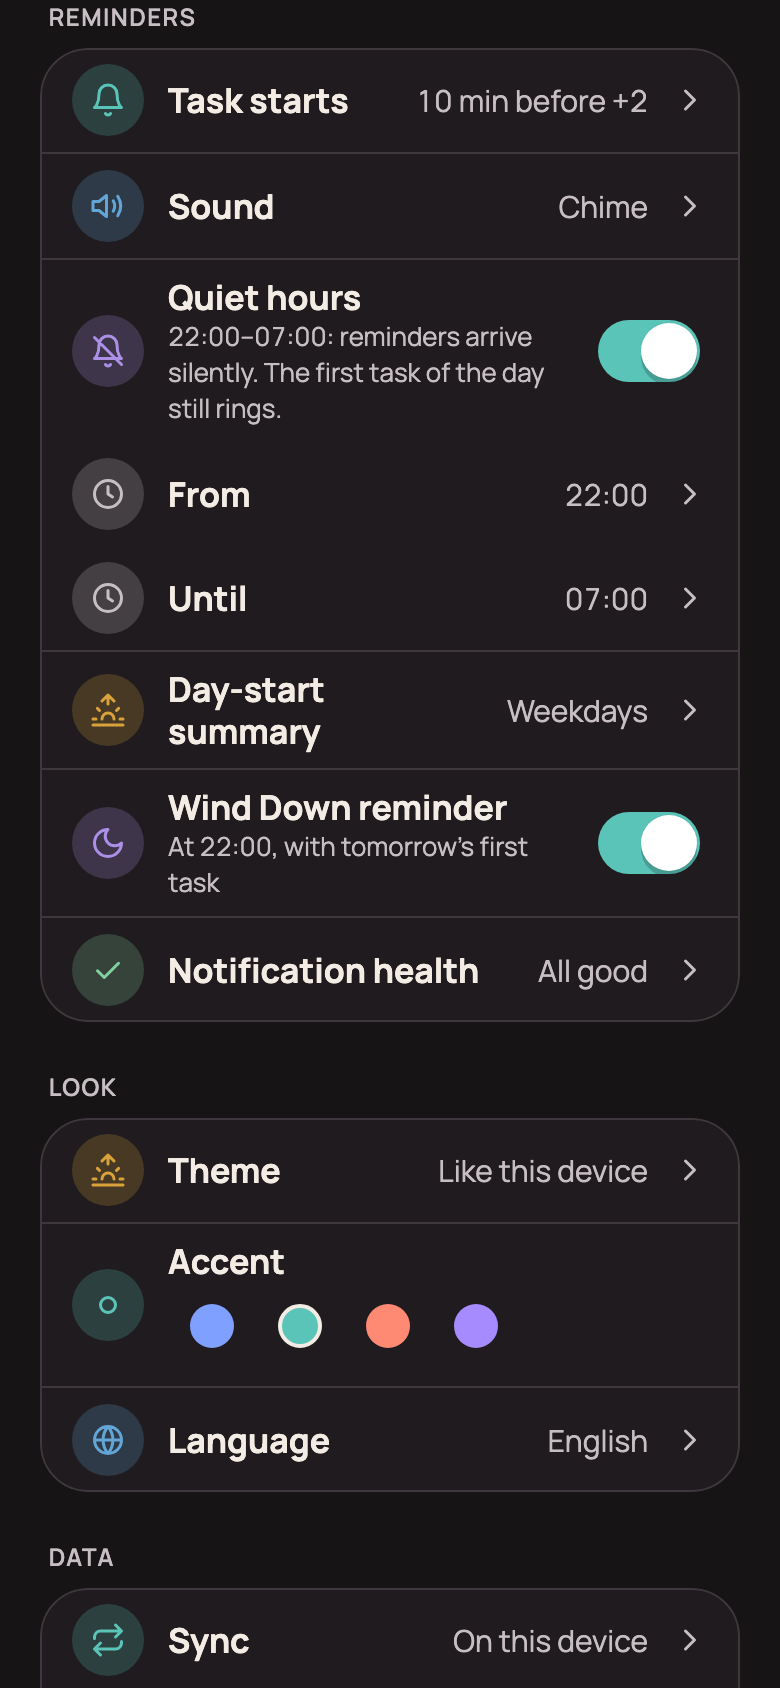 REMINDERS
Task starts
10 min before +2
Sound
Chime
Quiet hours
22:00–07:00: reminders arrive
silently. The first task of the day
still rings.
From
22:00
Until
07:00
Day-start
summary
Weekdays
Wind Down reminder
At 22:00, with tomorrow’s first
task
Notification health
All good
LOOK
Theme
Like this device
Accent
Language
English
DATA
Sync
On this device